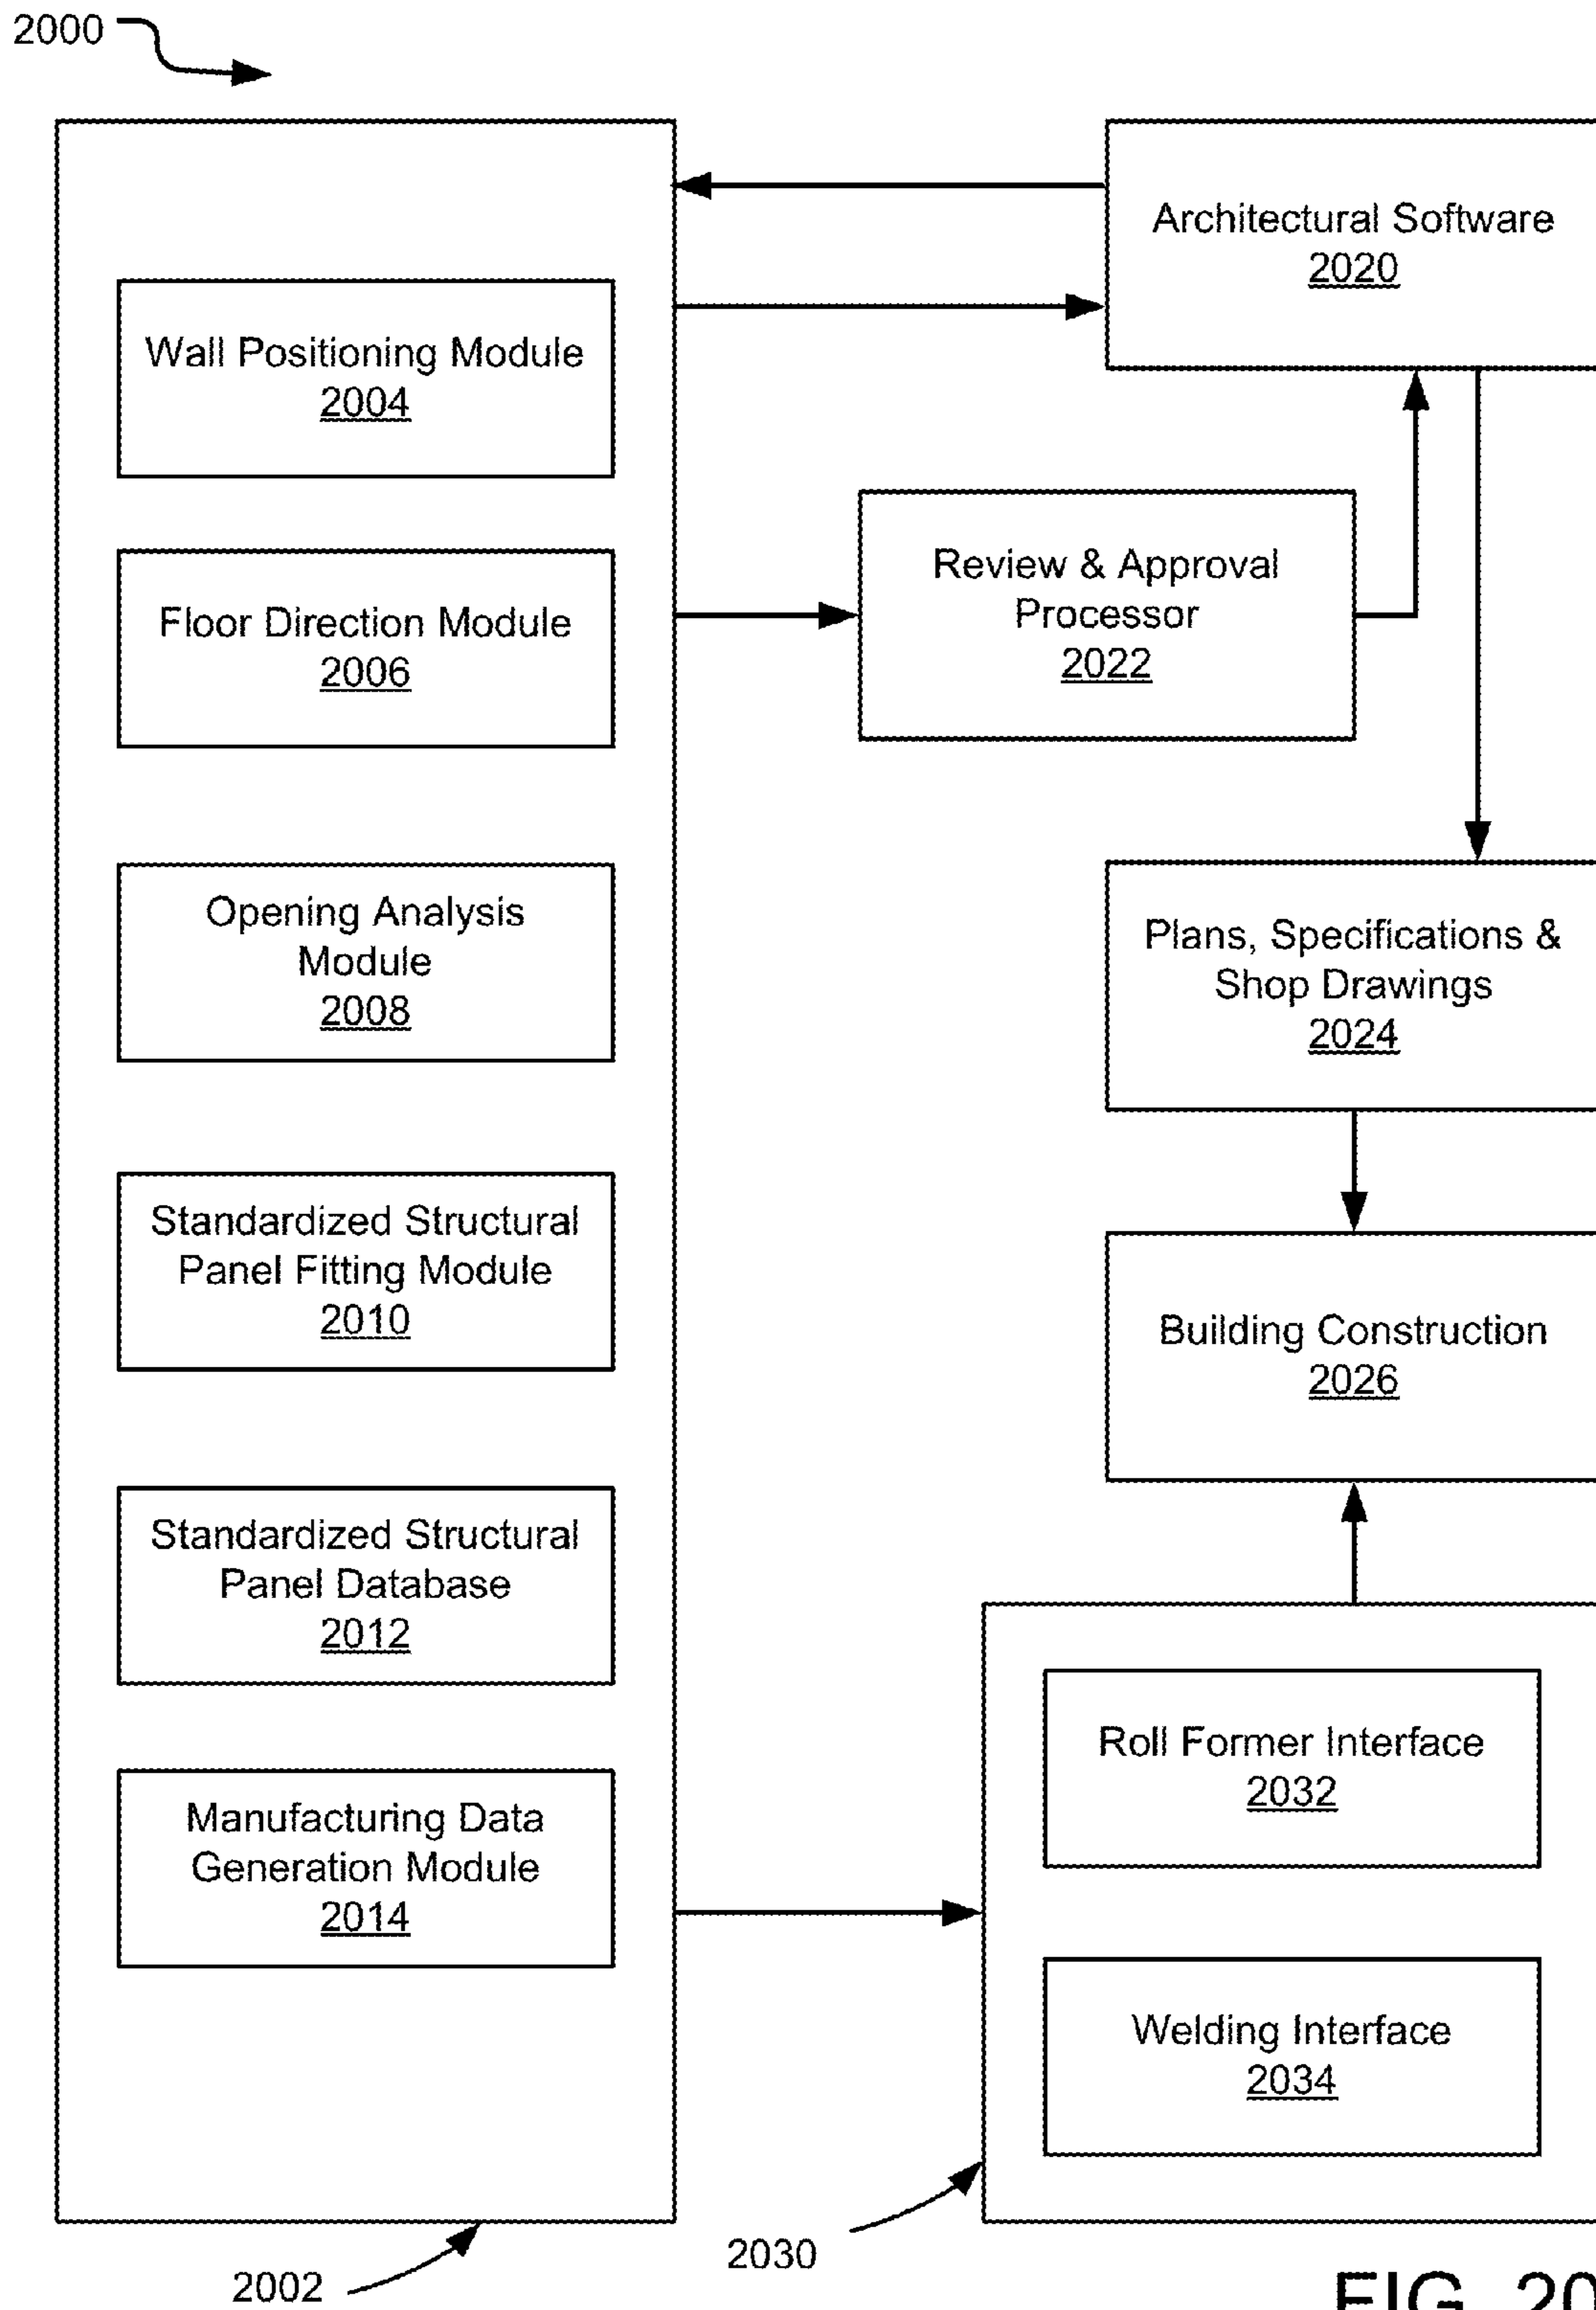 2000
Wall Positioning Module
2004
Floor Direction Module
2006
Opening Analysis
Module
2008
Standardized Structural
Panel Fitting Module
2010
Standardized Structural
Panel Database
2012
Manufacturing Data
Generation Module
2014
2002
Architectural Software
2020
Review & Approval
Processor
2022
Plans, Specifications &
Shop Drawings
2024
Building Construction
2026
Roll Former Interface
2032
Welding Interface
2034
2030
FIG. 20